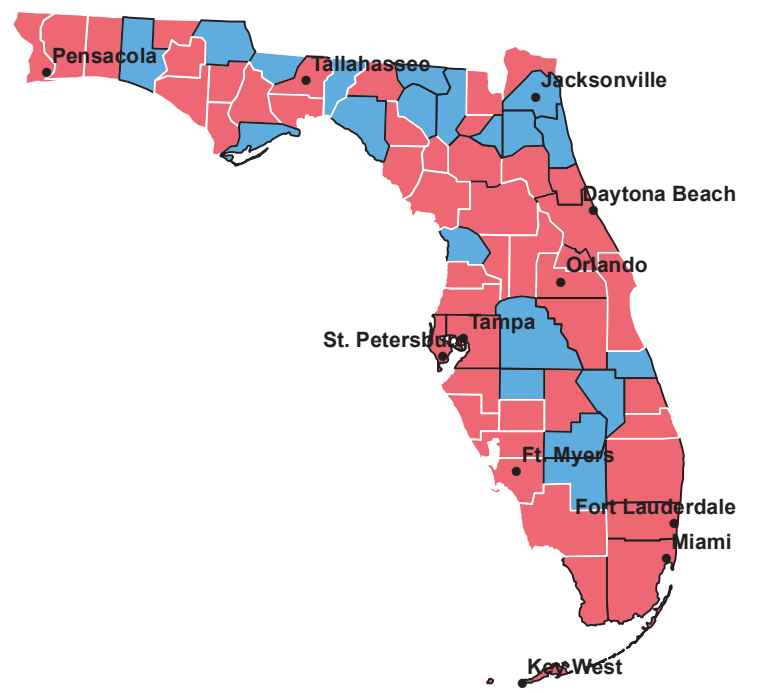 Pensacola
Tallahassee
Jacksonville
Daytona Beach
Orlando
Tampa
St. Petersburg
Ft. Myers
Fort Lauderdale
Miami
Key West